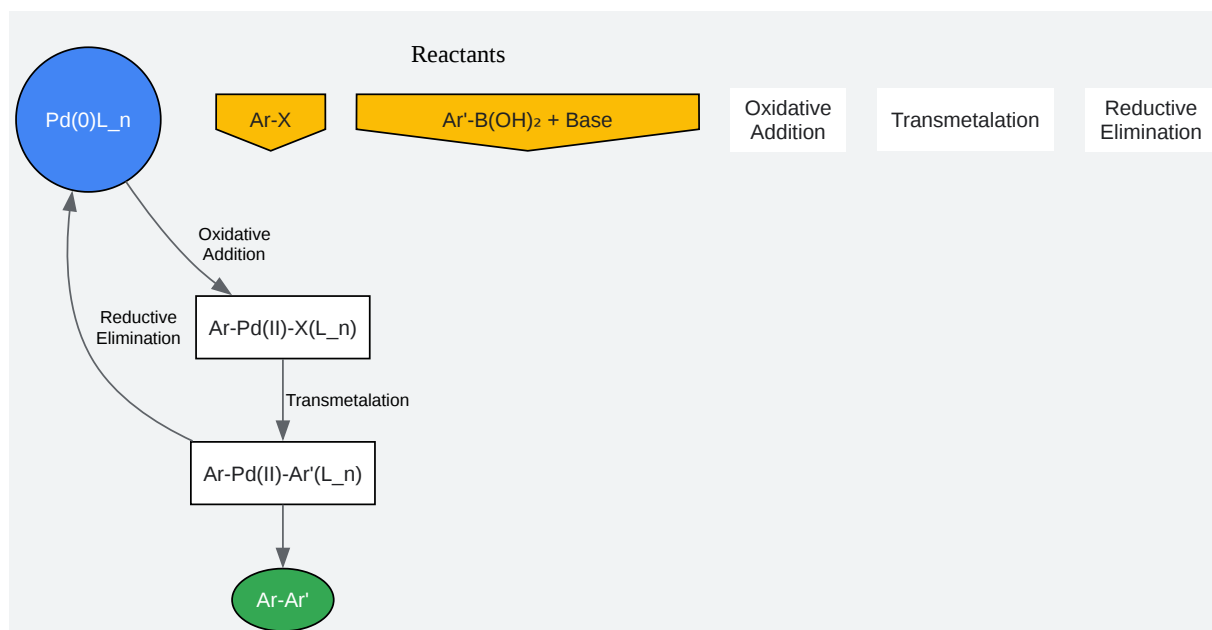 Reactants
Pd(0)L_n
Ar-X
Ar'-B(OH)₂ + Base
Oxidative
Addition
Transmetalation
Reductive
Elimination
Oxidative
Addition
Reductive
Elimination
Ar-Pd(II)-X(L_n)
Transmetalation
Ar-Pd(II)-Ar'(L_n)
Ar-Ar'